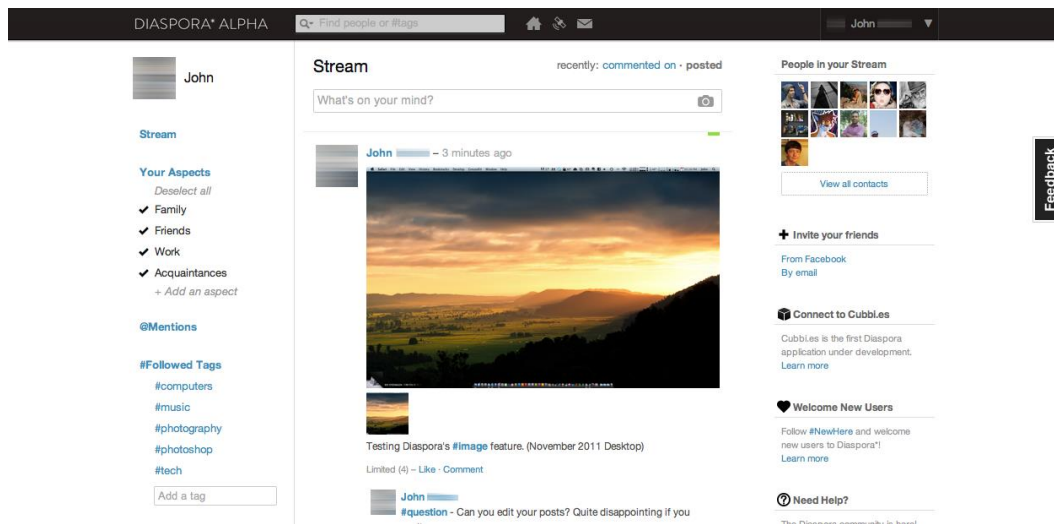 DIASPORA* ALPHA
Find people or #tags
John
John
Stream
Your Aspects
Deselect all
Family
Friends
Work
Acquaintances
+ Add an aspect
@Mentions
#Followed Tags
#computers
#music
#photography
#photoshop
#tech
Add a tag
Stream
recently: commented on · posted
What's on your mind?
John – 3 minutes ago
Testing Diaspora's #image feature. (November 2011 Desktop)
Limited (4) – Like · Comment
John
#question - Can you edit your posts? Quite disappointing if you
People in your Stream
View all contacts
Invite your friends
From Facebook
By email
Connect to Cubbi.es
Cubbi.es is the first Diaspora
application under development.
Learn more
Welcome New Users
Follow #NewHere and welcome
new users to Diaspora*!
Learn more
Need Help?
The Diaspora community is here!
Feedback